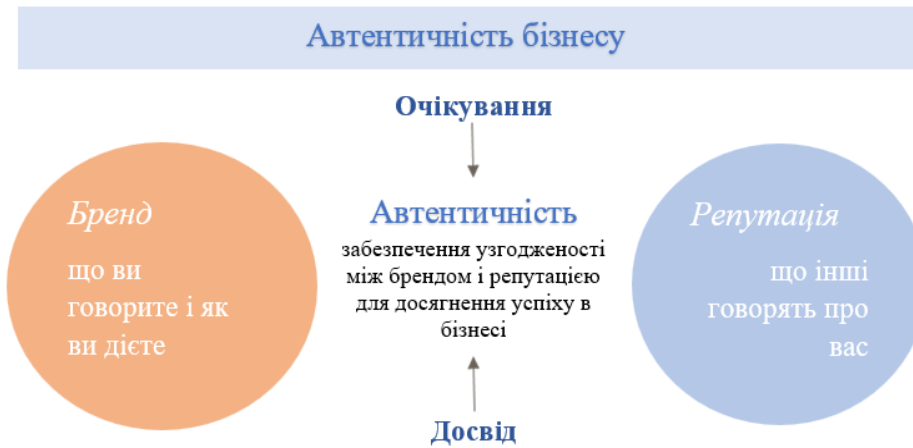 Автентичність бізнесу
Очікування
Бренд
що ви
говорите і як
ви дієте
Автентичність
забезпечення узгодженості
між брендом і репутацією
для досягнення успіху в
бізнесі
Репутація
що інші
говорять про
вас
Досвід